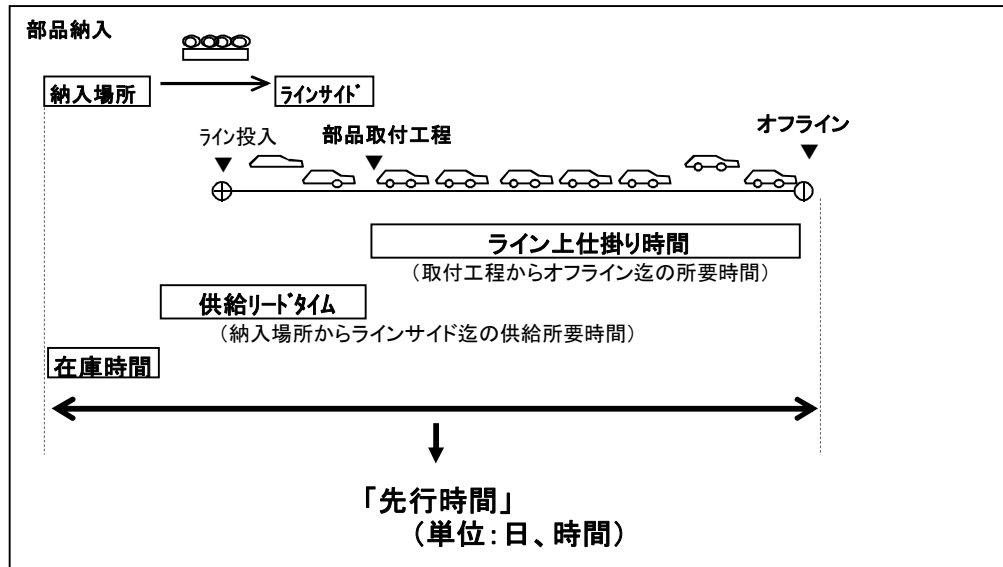 部品納入
納入場所
ラインサイド
ライン投入
部品取付工程
オフライン
ライン上仕掛り時間
（取付工程からオフライン迄の所要時間）
供給リードタイム
（納入場所からラインサイド迄の供給所要時間）
在庫時間
「先行時間」
（単位：日、時間）